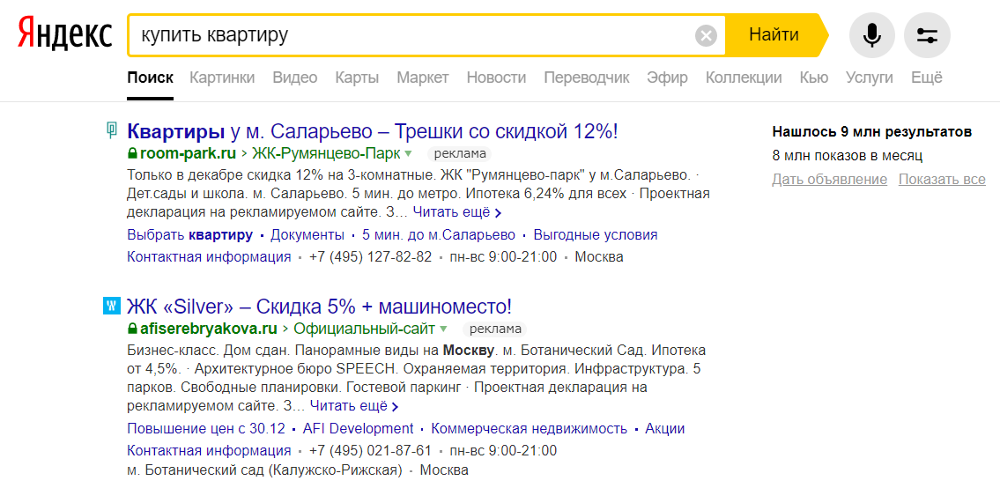 Яндекс
купить квартиру
Найти
Поиск Картинки Видео Карты Маркет Новости Переводчик Эфир Коллекции Кью Услуги Ещё
Квартиры у м. Саларьево – Трешки со скидкой 12%!
room-park.ru › ЖК-Румянцево-Парк реклама
Только в декабре скидка 12% на 3-комнатные. ЖК "Румянцево-парк" у м.Саларьево. ·
Дет.сады и школа. м. Саларьево. 5 мин. до метро. Ипотека 6,24% для всех · Проектная
декларация на рекламируемом сайте. З... Читать ещё >
Выбрать квартиру · Документы · 5 мин. до м.Саларьево · Выгодные условия
Контактная информация · +7 (495) 127-82-82 · пн-вс 9:00-21:00 · Москва
Нашлось 9 млн результатов
8 млн показов в месяц
Дать объявление Показать все
ЖК «Silver» – Скидка 5% + машиноместо!
afiserebryakova.ru › Официальный-сайт реклама
Бизнес-класс. Дом сдан. Панорамные виды на Москву. м. Ботанический Сад. Ипотека
от 4,5%. · Архитектурное бюро SPEECH. Охраняемая территория. Инфраструктура. 5
парков. Свободные планировки. Гостевой паркинг · Проектная декларация на
рекламируемом сайте. З... Читать ещё >
Повышение цен с 30.12 · AFI Development · Коммерческая недвижимость · Акции
Контактная информация · +7 (495) 021-87-61 · пн-вс 9:00-21:00
м. Ботанический сад (Калужско-Рижская) · Москва